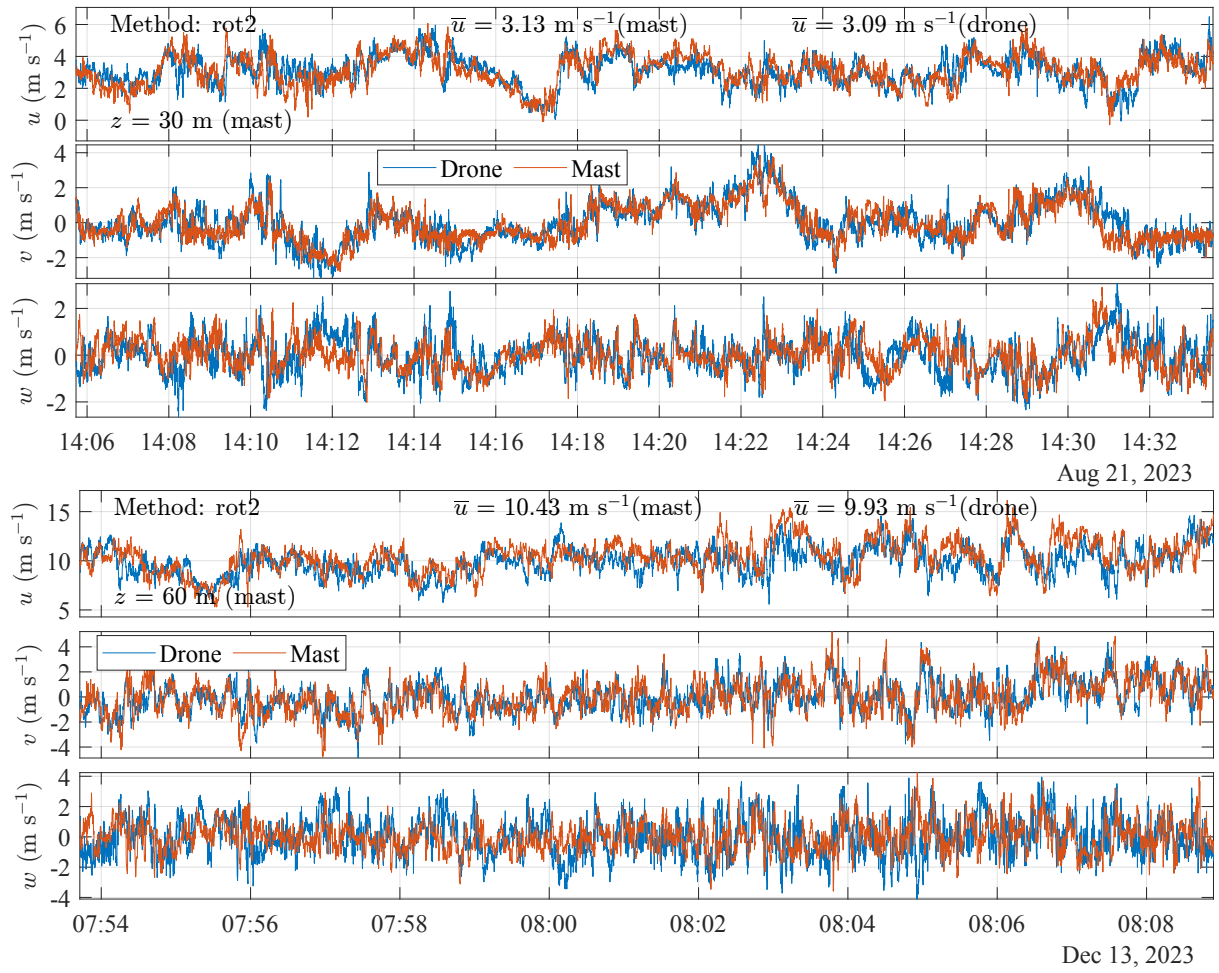 Method: rot2 u̅ = 3.13 m s⁻¹(mast) u̅ = 3.09 m s⁻¹(drone)
6
4
2
0
u (m s⁻¹)
z = 30 m (mast)
Drone Mast
4
2
0
-2
v (m s⁻¹)
2
0
-2
w (m s⁻¹)
14:06 14:08 14:10 14:12 14:14 14:16 14:18 14:20 14:22 14:24 14:26 14:28 14:30 14:32
Aug 21, 2023
Method: rot2 u̅ = 10.43 m s⁻¹(mast) u̅ = 9.93 m s⁻¹(drone)
15
10
5
u (m s⁻¹)
z = 60 m (mast)
Drone Mast
4
2
0
-2
-4
v (m s⁻¹)
4
2
0
-2
-4
w (m s⁻¹)
07:54 07:56 07:58 08:00 08:02 08:04 08:06 08:08
Dec 13, 2023